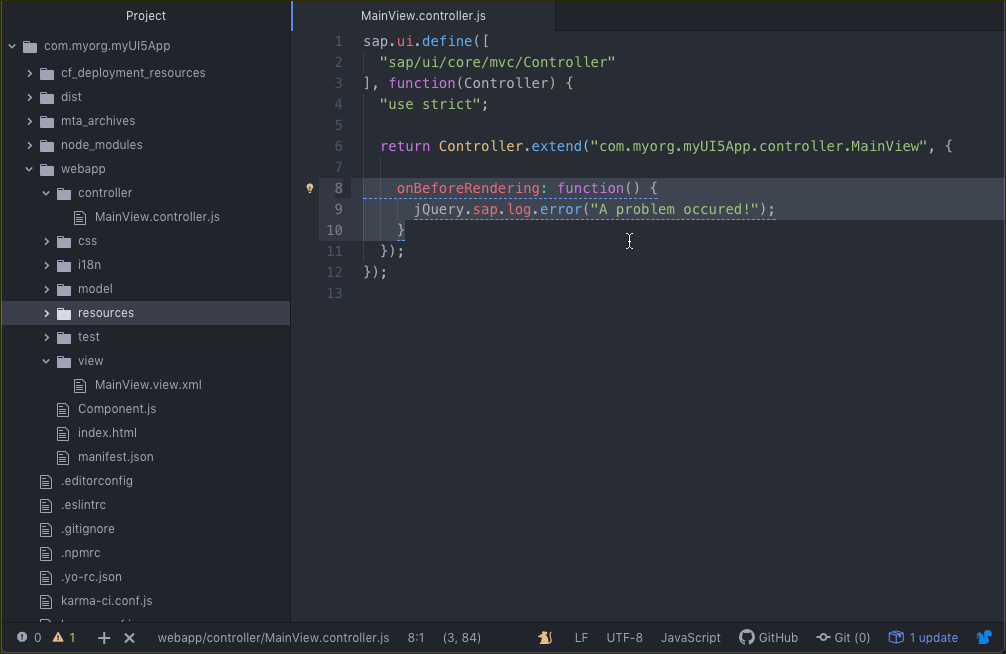 Project
com.myorg.myUI5App
cf_deployment_resources
dist
mta_archives
node_modules
webapp
controller
MainView.controller.js
css
i18n
model
resources
test
view
MainView.view.xml
Component.js
index.html
manifest.json
.editorconfig
.eslintrc
.gitignore
.npmrc
.yo-rc.json
karma-ci.conf.js
MainView.controller.js
1 sap.ui.define([
2 "sap/ui/core/mvc/Controller"
3 ], function(Controller) {
4 "use strict";
5
6 return Controller.extend("com.myorg.myUI5App.controller.MainView", {
7
8 onBeforeRendering: function() {
9 jQuery.sap.log.error("A problem occured!");
10 }
11 });
12 });
13
0 1 webapp/controller/MainView.controller.js 8:1 (3, 84) LF UTF-8 JavaScript GitHub Git (0) 1 update